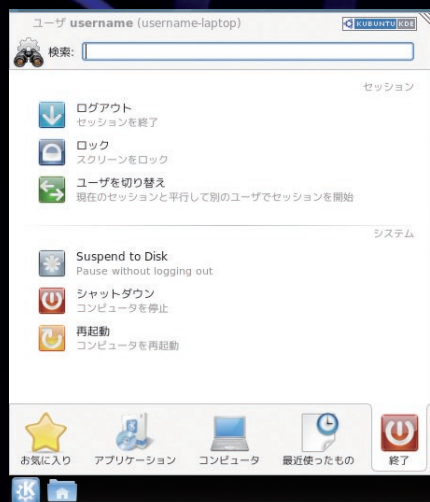 ユーザ username (username-laptop)
KUBUNTU KDE
検索:
セッション
ログアウト
セッションを終了
ロック
スクリーンをロック
ユーザを切り替え
現在のセッションと平行して別のユーザでセッションを開始
システム
Suspend to Disk
Pause without logging out
シャットダウン
コンピュータを停止
再起動
コンピュータを再起動
お気に入り アプリケーション コンピュータ 最近使ったもの 終了